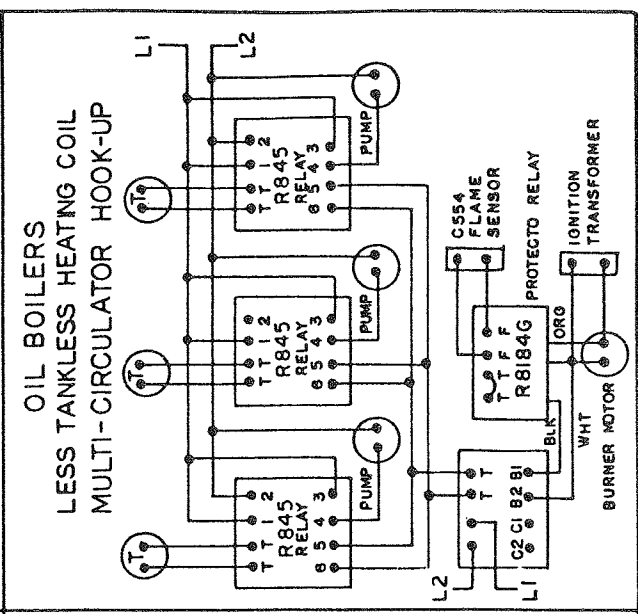 OIL BOILERS
LESS TANKLESS HEATING COIL
MULTI-CIRCULATOR HOOK-UP
L1
L2
T
T
T
T T 1 2
R845
RELAY
6 5 4 3
PUMP
T T 1 2
R845
RELAY
6 5 4 3
PUMP
T T 1 2
R845
RELAY
6 5 4 3
PUMP
L2
L1
T T
C2 C1 B2 B1
BLK
WHT
ORG
T T F F
R8184G
PROTECTO RELAY
C554
FLAME
SENSOR
IGNITION
TRANSFORMER
BURNER MOTOR